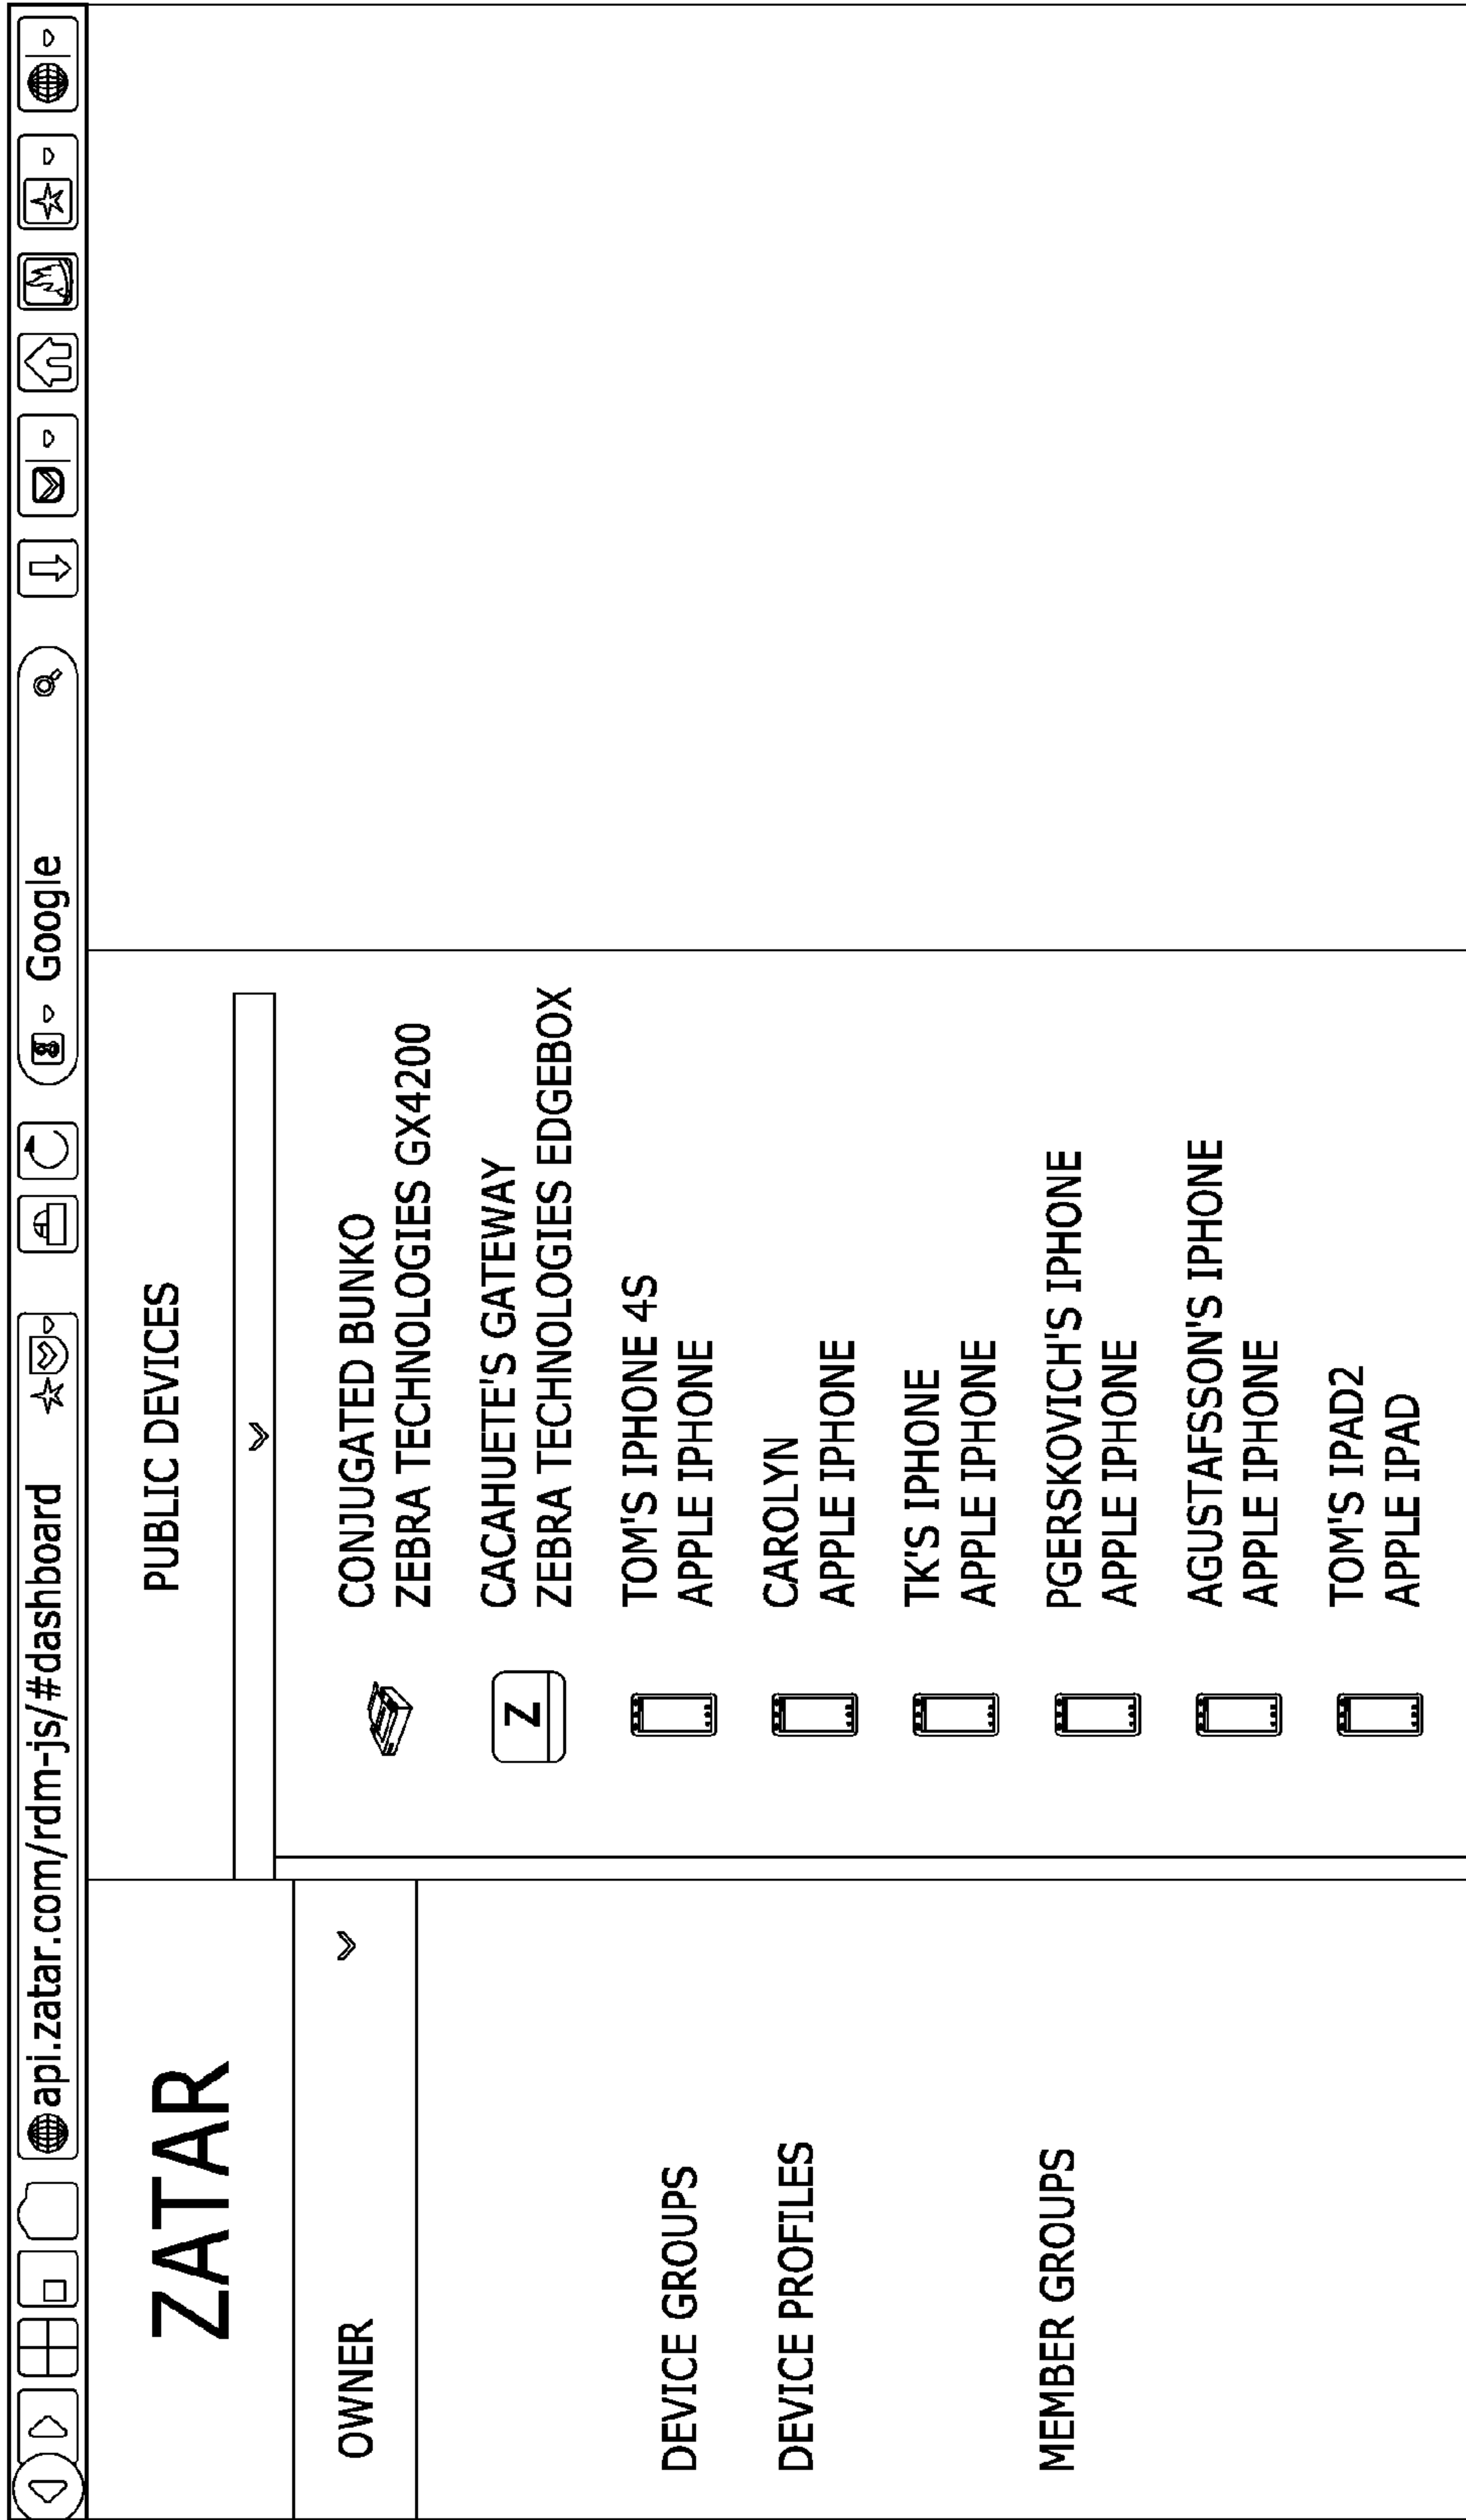 api.zatar.com/rdm-js/#dashboard
Google
ZATAR
OWNER
DEVICE GROUPS
DEVICE PROFILES
MEMBER GROUPS
PUBLIC DEVICES
CONJUGATED BUNKO
ZEBRA TECHNOLOGIES GX4200
Z
CACAHUETE'S GATEWAY
ZEBRA TECHNOLOGIES EDGEBOX
TOM'S IPHONE 4S
APPLE IPHONE
CAROLYN
APPLE IPHONE
TK'S IPHONE
APPLE IPHONE
PGERSKOVICH'S IPHONE
APPLE IPHONE
AGUSTAFSSON'S IPHONE
APPLE IPHONE
TOM'S IPAD2
APPLE IPAD